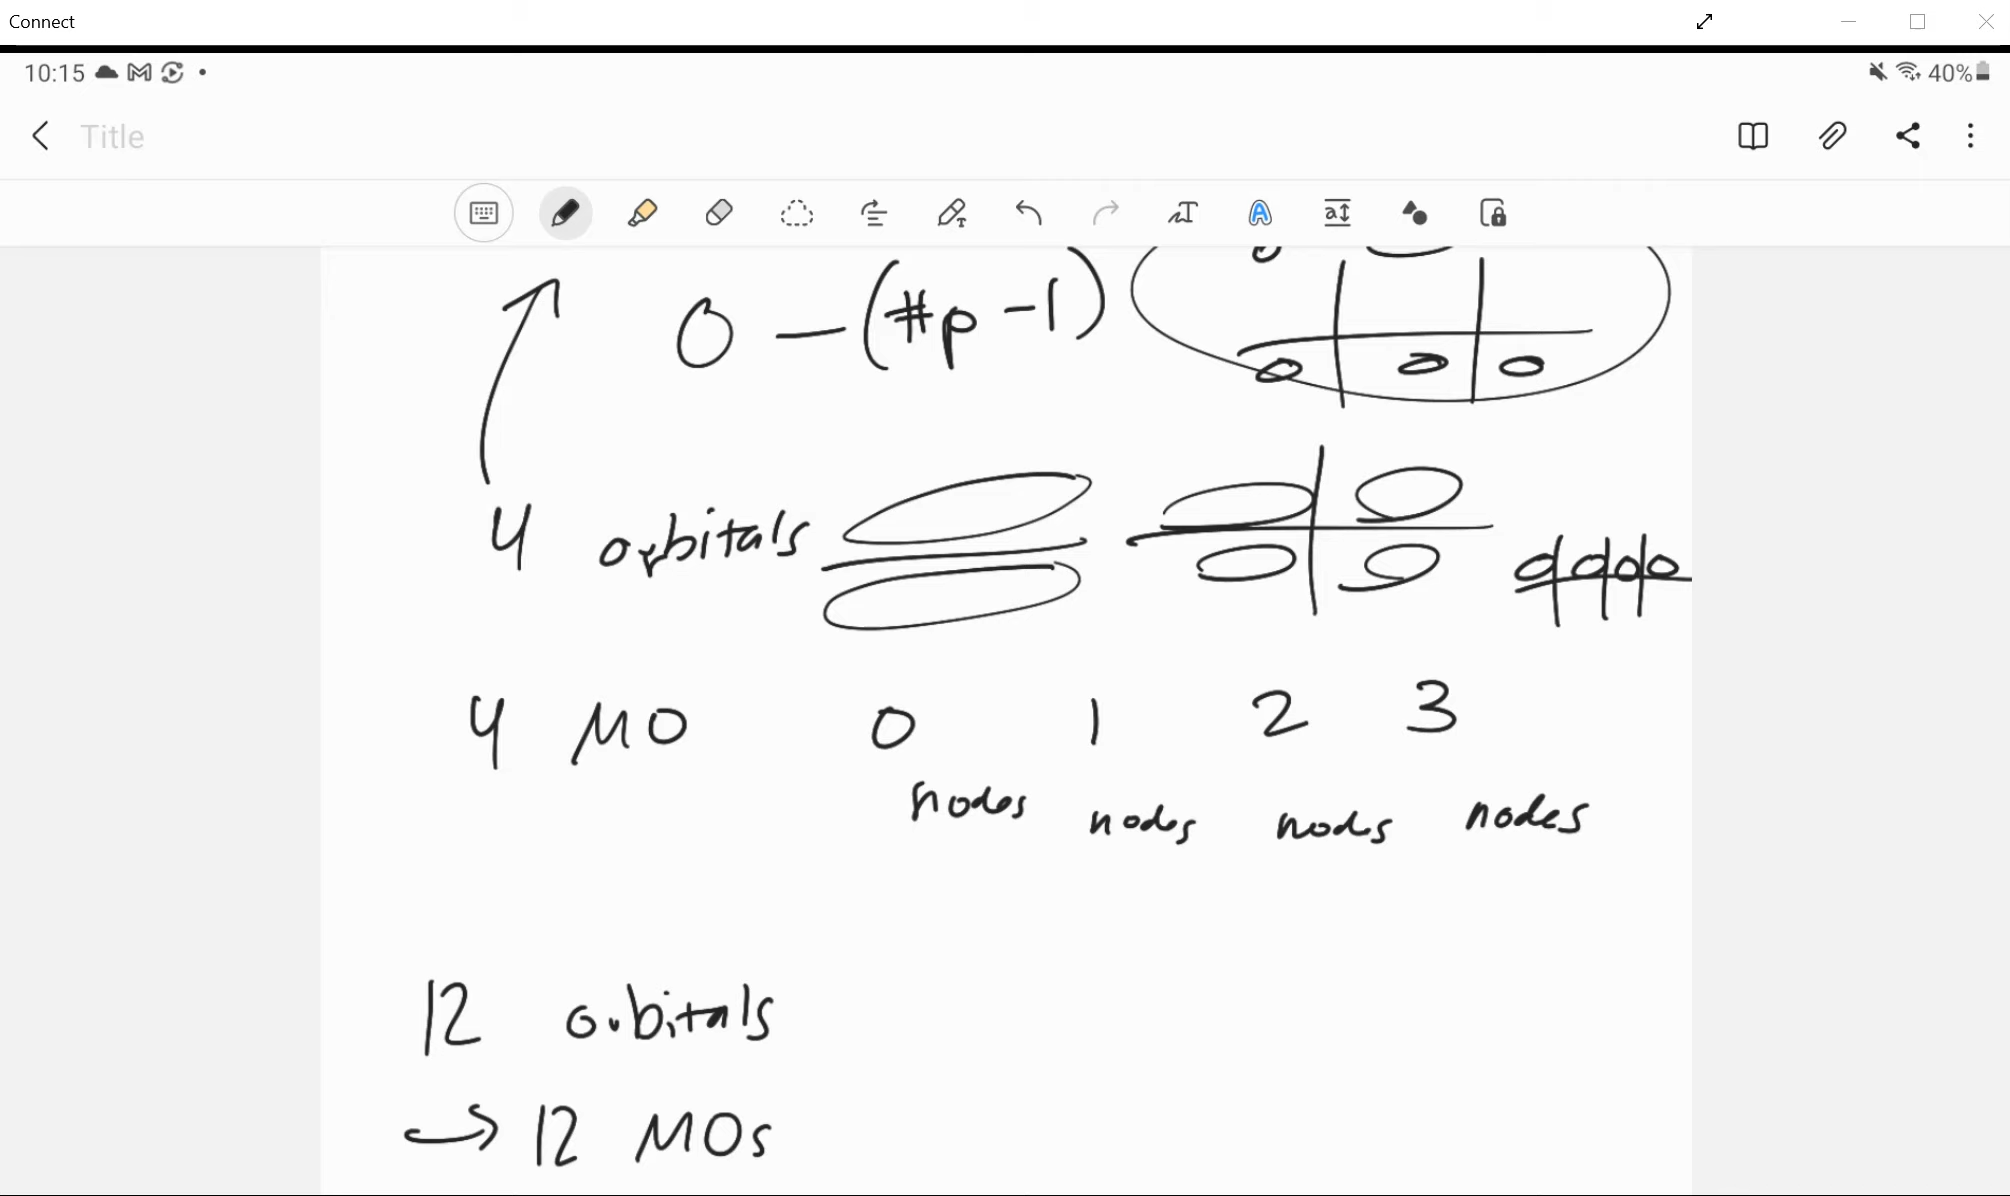 Connect
10:15
40%
Title
0 — (#p -1)
4 orbitals
4 MO 0 1 2 3
nodes nodes nodes nodes
12 orbitals
→ 12 MOs